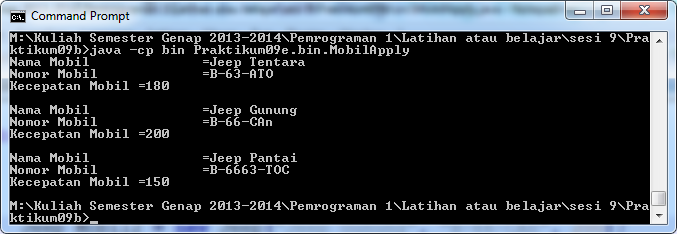 Command Prompt
M:\Kuliah Semester Genap 2013-2014\Pemrograman 1\Latihan atau belajar\sesi 9\Pra
ktikum09b>java -cp bin Praktikum09e.bin.MobilApply
Nama Mobil =Jeep Tentara
Nomor Mobil =B-63-ATO
Kecepatan Mobil =180
Nama Mobil =Jeep Gunung
Nomor Mobil =B-66-CAn
Kecepatan Mobil =200
Nama Mobil =Jeep Pantai
Nomor Mobil =B-6663-TOC
Kecepatan Mobil =150
M:\Kuliah Semester Genap 2013-2014\Pemrograman 1\Latihan atau belajar\sesi 9\Pra
ktikum09b>_